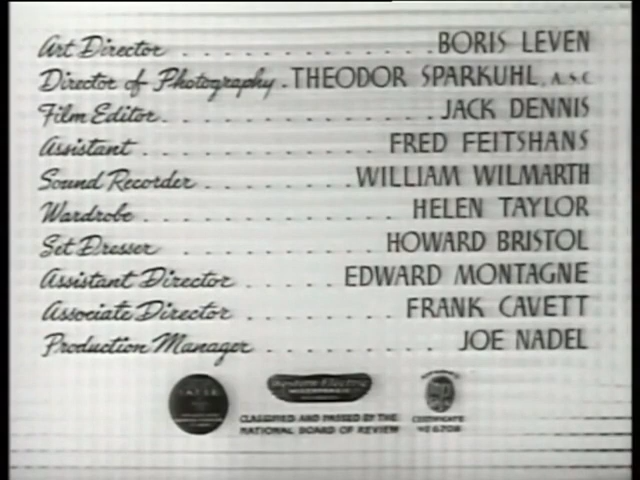 Art Director . . . . . . . . . . . . . BORIS LEVEN
Director of Photography . THEODOR SPARKUHL, A.S.C
Film Editor . . . . . . . . . . . . . JACK DENNIS
Assistant . . . . . . . . . . . . FRED FEITSHANS
Sound Recorder . . . . . . . . WILLIAM WILMARTH
Wardrobe . . . . . . . . . . . . . HELEN TAYLOR
Set Dresser . . . . . . . . . . . HOWARD BRISTOL
Assistant Director . . . . . EDWARD MONTAGNE
Associate Director . . . . . . . FRANK CAVETT
Production Manager . . . . . . . . . JOE NADEL
Western Electric
CLASSIFIED AND PASSED BY THE
NATIONAL BOARD OF REVIEW
CERTIFICATE